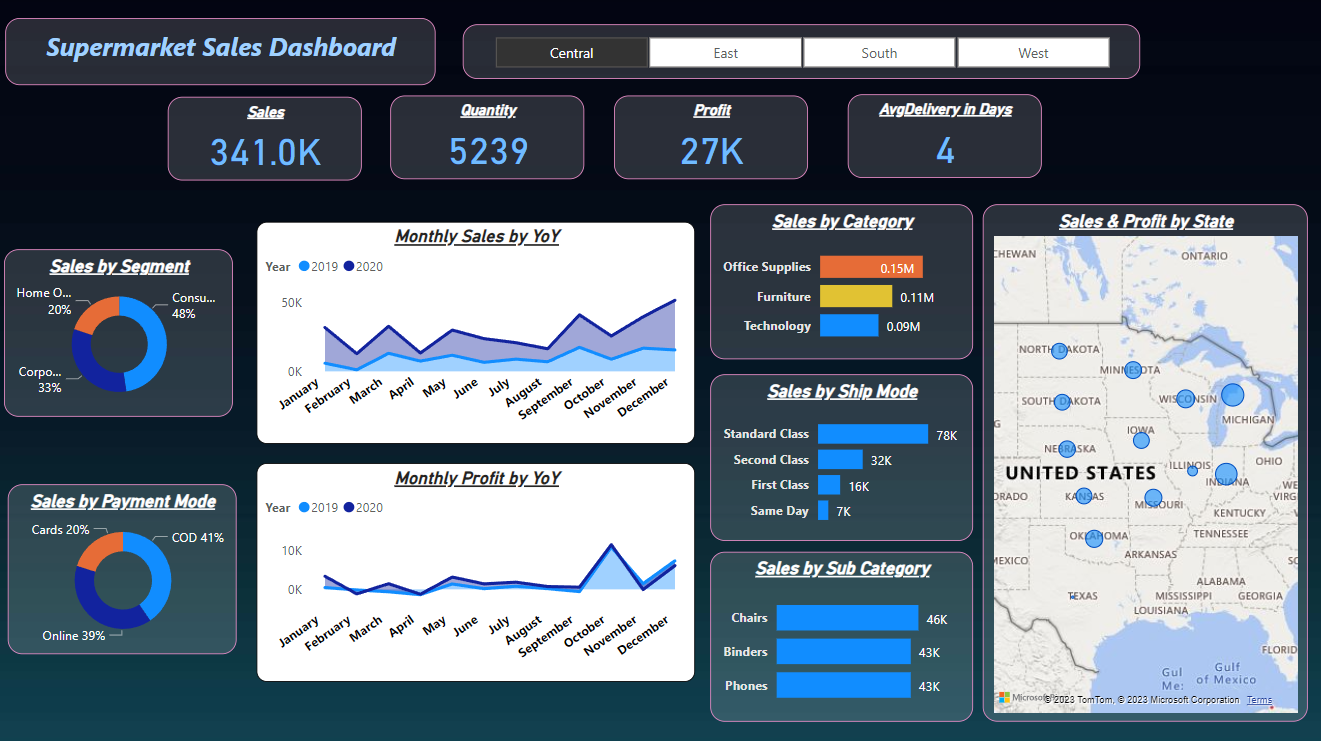 Supermarket Sales Dashboard
Central East South West
Sales
341.0K
Quantity
5239
Profit
27K
AvgDelivery in Days
4
Sales by Segment
Home O...
20%
Consu...
48%
Corpo...
33%
Sales by Payment Mode
Cards 20%
COD 41%
Online 39%
Monthly Sales by YoY
Year 2019 2020
50K
0K
January February March April May June July August September October November December
Monthly Profit by YoY
Year 2019 2020
10K
0K
January February March April May June July August September October November December
Sales by Category
Office Supplies 0.15M
Furniture 0.11M
Technology 0.09M
Sales by Ship Mode
Standard Class 78K
Second Class 32K
First Class 16K
Same Day 7K
Sales by Sub Category
Chairs 46K
Binders 43K
Phones 43K
Sales & Profit by State
CHEWAN
ONTARIO
NORTH DAKOTA
MINNESOTA
SOUTH DAKOTA
WISCONSIN
MICHIGAN
G
IOWA
NEBRASKA
ILLINOIS
OHIO
UNITED STATES
INDIANA
ORADO
KANSAS
MISSOURI
WE
VIRG
KENTUCKY
OKLAHOMA
TENNESSEE
MEXICO
ARKANSAS
SC
ALABAMA
TEXAS
MISSISSIPPI
GEORGIA
LOUISIANA
FLORID
Gul
Me:
Gulf
of Mexico
© 2023 TomTom, © 2023 Microsoft Corporation Terms